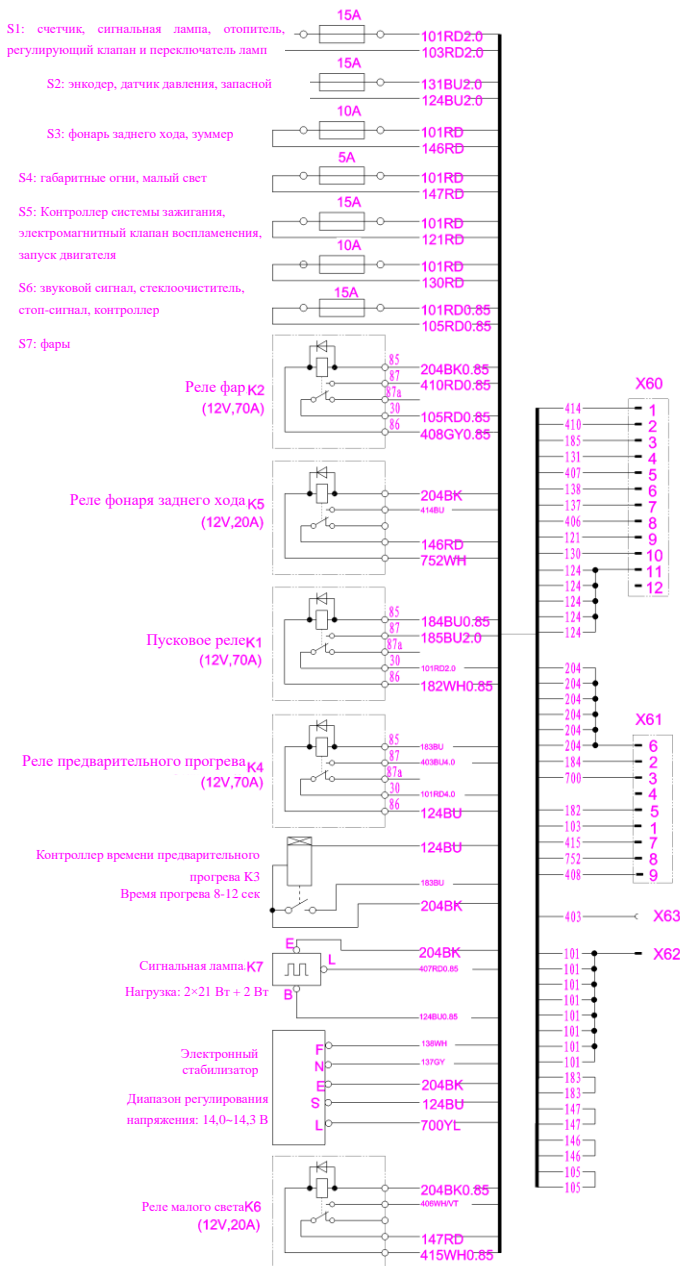 15A
S1: счетчик, сигнальная лампа, отопитель,
101RD2.0
регулирующий клапан и переключатель ламп
103RD2.0
15A
S2: энкодер, датчик давления, запасной
131BU2.0
124BU2.0
10A
S3: фонарь заднего хода, зуммер
101RD
146RD
5A
S4: габаритные огни, малый свет
101RD
147RD
15A
S5: Контроллер системы зажигания,
электромагнитный клапан воспламенения,
запуск двигателя
101RD
121RD
10A
101RD
130RD
S6: звуковой сигнал, стеклоочиститель,
стоп-сигнал, контроллер
15A
101RD0.85
105RD0.85
S7: фары
Реле фар K2
(12V,70A)
85
204BK0.85
87
410RD0.85
87a
30
105RD0.85
86
408GY0.85
Реле фонаря заднего хода K5
(12V,20A)
204BK
414BU
146RD
752WH
Пусковое реле K1
(12V,70A)
85
184BU0.85
87
185BU2.0
87a
30
101RD2.0
86
182WH0.85
Реле предварительного прогрева K4
(12V,70A)
85
183BU
87
403BU4.0
87a
30
101RD4.0
86
124BU
Контроллер времени предварительного
прогрева K3
Время прогрева 8-12 сек
124BU
183BU
204BK
Сигнальная лампа K7
Нагрузка: 2×21 Вт + 2 Вт
E
204BK
L
407RD0.85
B
124BU0.85
Электронный
стабилизатор
Диапазон регулирования
напряжения: 14,0~14,3 В
F
138WH
N
137GY
E
204BK
S
124BU
L
700YL
Реле малого света K6
(12V,20A)
204BK0.85
406WH/VT
147RD
415WH0.85
X60
414 1
410 2
185 3
131 4
407 5
138 6
137 7
406 8
121 9
130 10
124 11
124 12
124
124
124
204
204
204
204
204
X61
204 6
184 2
700 3
4
182 5
103 1
415 7
752 8
408 9
403 X63
101 X62
101
101
101
101
101
101
101
183
183
147
147
146
146
105
105